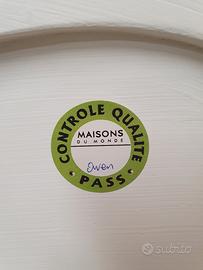 CONTROLE QUALITE
MAISONS
DU MONDE
Owen
PASS
subito